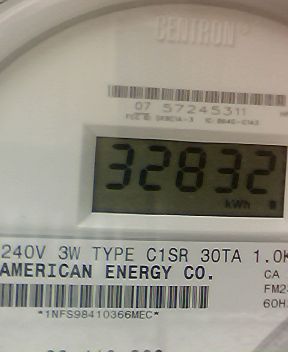 CENTRON
07 57245311
32832
kWh
240V 3W TYPE C1SR 30TA 1.0K
AMERICAN ENERGY CO.
CA
FM2
60H
*1NFS98410366MEC*